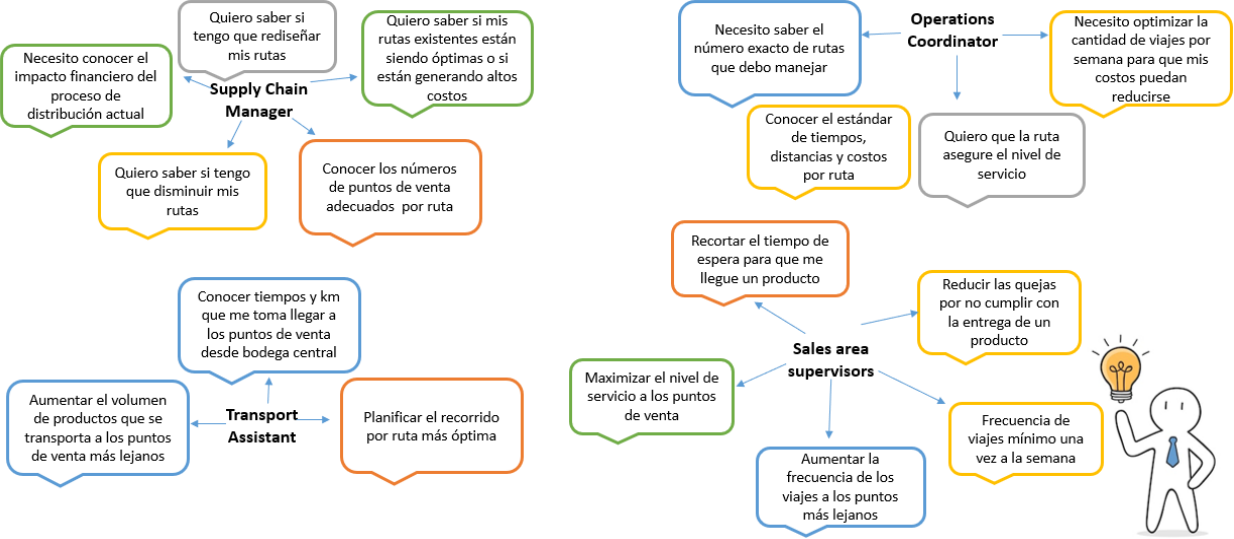 Quiero saber si
tengo que rediseñar
mis rutas
Quiero saber si mis
rutas existentes están
siendo óptimas o si
están generando altos
costos
Necesito conocer el
impacto financiero del
proceso de
distribución actual
Supply Chain
Manager
Quiero saber si tengo
que disminuir mis
rutas
Conocer los números
de puntos de venta
adecuados por ruta
Necesito saber el
número exacto de rutas
que debo manejar
Operations
Coordinator
Necesito optimizar la
cantidad de viajes por
semana para que mis
costos puedan
reducirse
Conocer el estándar
de tiempos,
distancias y costos
por ruta
Quiero que la ruta
asegure el nivel de
servicio
Conocer tiempos y km
que me toma llegar a
los puntos de venta
desde bodega central
Aumentar el volumen
de productos que se
transporta a los puntos
de venta más lejanos
Transport
Assistant
Planificar el recorrido
por ruta más óptima
Recortar el tiempo de
espera para que me
llegue un producto
Reducir las quejas
por no cumplir con
la entrega de un
producto
Sales area
supervisors
Maximizar el nivel de
servicio a los puntos
de venta
Aumentar la
frecuencia de los
viajes a los puntos
más lejanos
Frecuencia de
viajes mínimo una
vez a la semana